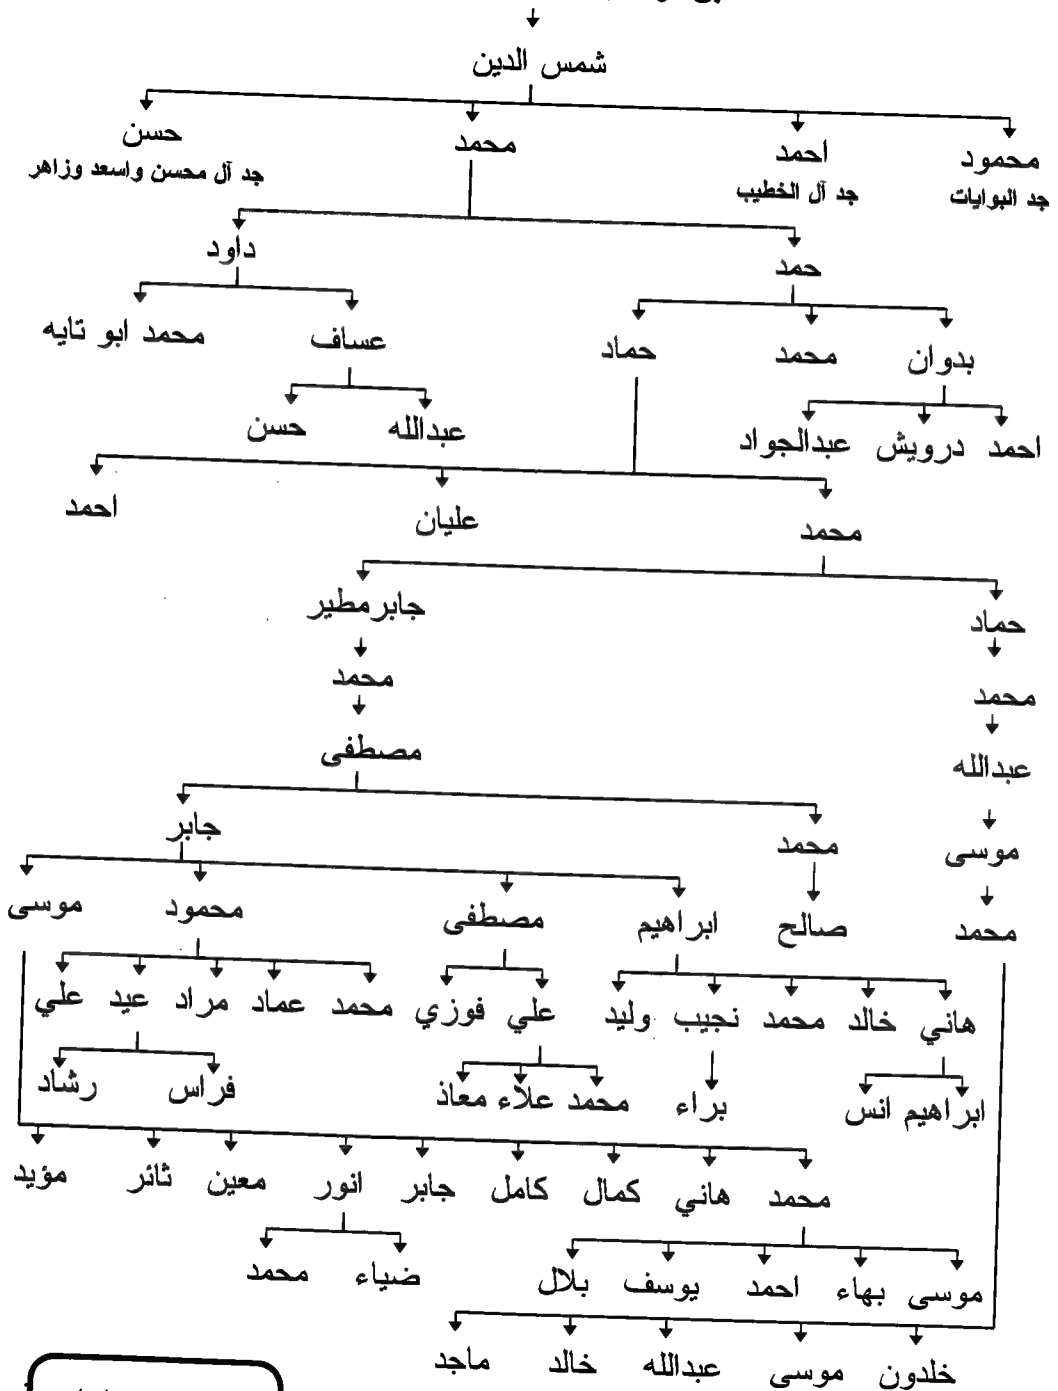 شمس الدين
محمود احمد محمد حسن
جد البوايات جد آل الخطيب جد آل محسن واسعد وزاهر
حمد داود
بدوان محمد حماد عساف محمد ابو تايه
احمد درويش عبدالجواد عبدالله حسن
محمد عليان احمد
حماد جابر مطير
محمد محمد
عبدالله مصطفى
موسى محمد جابر
محمد صالح ابراهيم مصطفى محمود موسى
هاني خالد محمد نجيب وليد علي فوزي محمد عماد مراد عيد علي
ابراهيم انس براء محمد علاء معاذ فراس رشاد
محمد هاني كمال كامل جابر انور معين ثائر مؤيد
موسى بهاء احمد يوسف بلال ضياء محمد
خلدون موسى عبدالله خالد ماجد